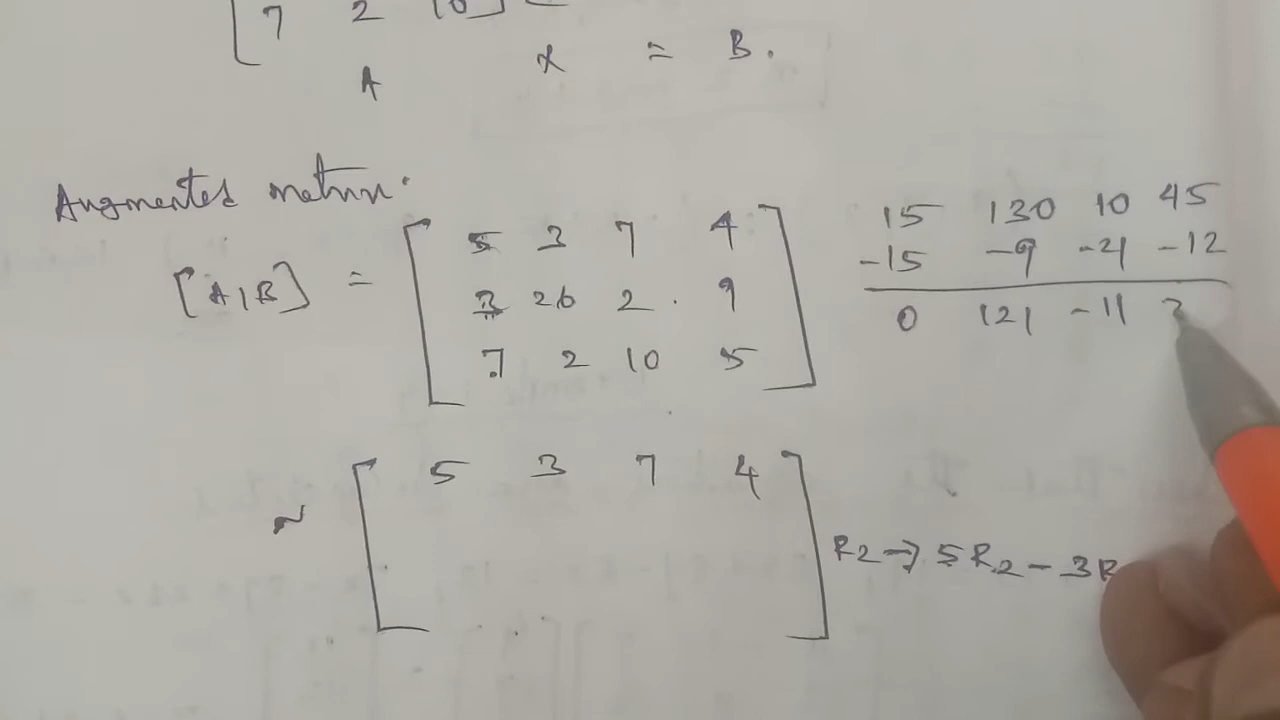 7 2 10
A X = B.
Augmented matrix.
[A|B] =
5 3 7 4
3 26 2 . 9
7 2 10 5
15 130 10 45
-15 -9 -21 -12
0 121 -11 3
~
5 3 7 4
R2 → 5R2 - 3R